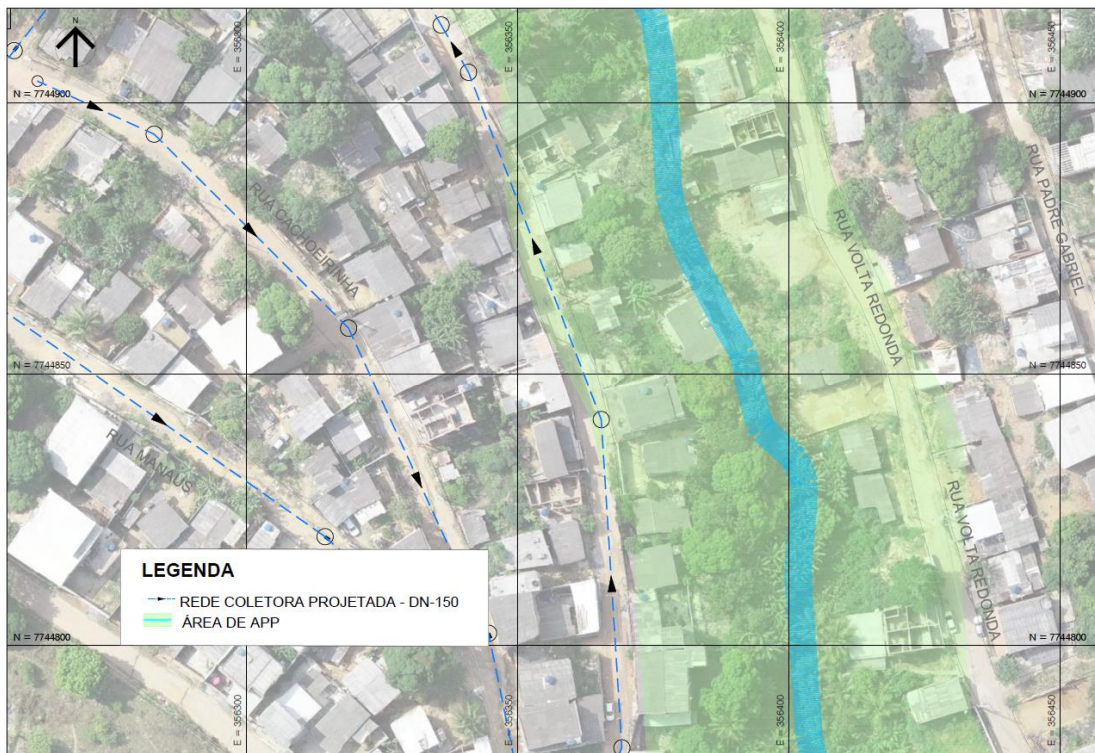 N
E = 356300
E = 356350
E = 356400
E = 356450
N = 7744900
N = 7744900
RUA PADRE GABRIEL
RUA CACHOEIRINHA
RUA VOLTA REDONDA
N = 7744850
N = 7744850
RUA MANAUS
RUA VOLTA REDONDA
LEGENDA
REDE COLETORA PROJETADA - DN-150
ÁREA DE APP
N = 7744800
N = 7744800
E = 356300
E = 356350
E = 356400
E = 356450